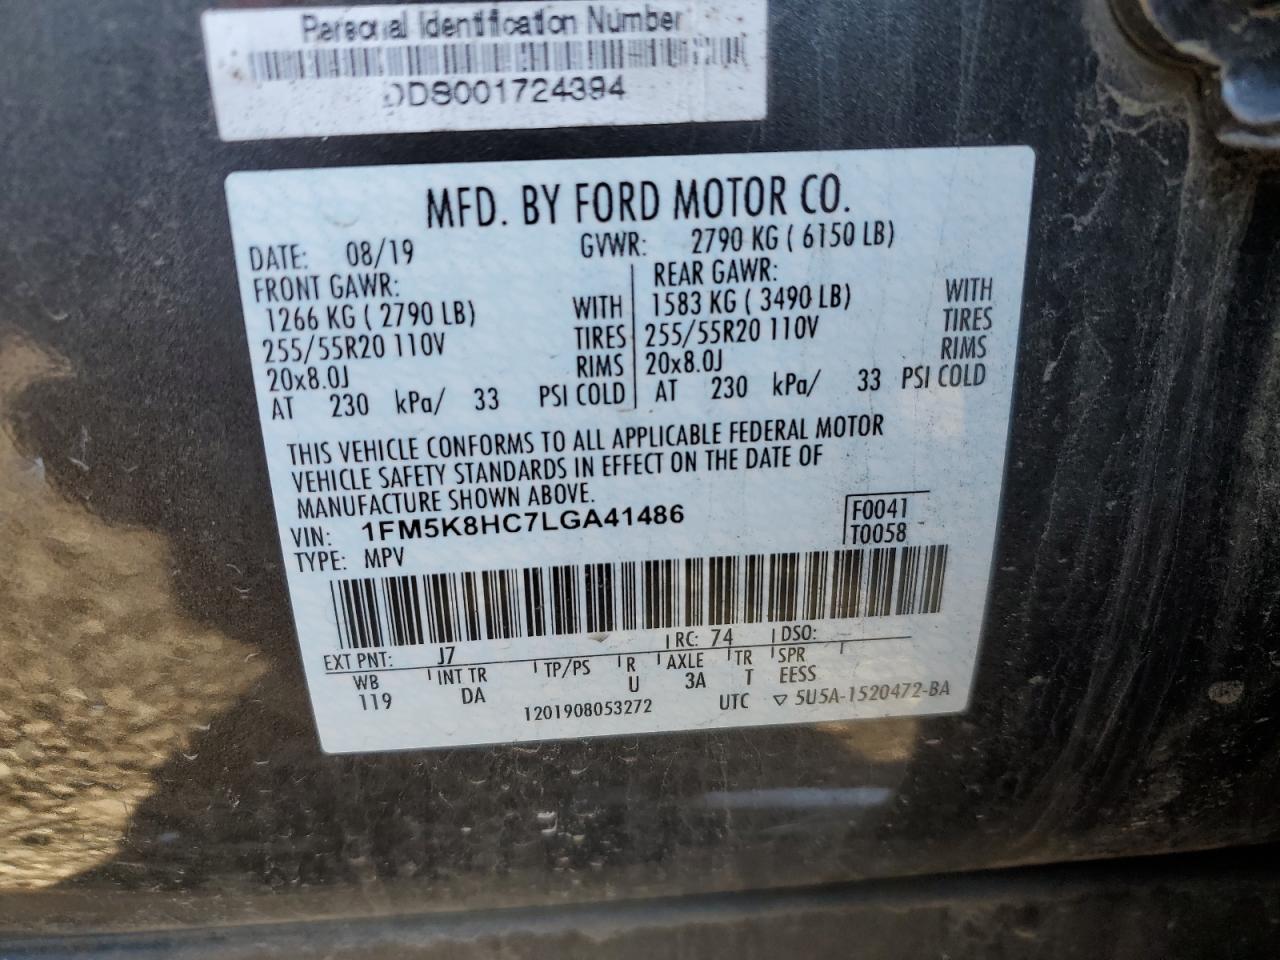 Personal Identification Number
DDS001724394
MFD. BY FORD MOTOR CO.
DATE: 08/19 GVWR: 2790 KG ( 6150 LB)
FRONT GAWR: REAR GAWR:
1266 KG ( 2790 LB) WITH 1583 KG ( 3490 LB) WITH
255/55R20 110V TIRES 255/55R20 110V TIRES
20x8.0J RIMS 20x8.0J RIMS
AT 230 kPa/ 33 PSI COLD AT 230 kPa/ 33 PSI COLD
THIS VEHICLE CONFORMS TO ALL APPLICABLE FEDERAL MOTOR
VEHICLE SAFETY STANDARDS IN EFFECT ON THE DATE OF
MANUFACTURE SHOWN ABOVE.
VIN: 1FM5K8HC7LGA41486 F0041
TYPE: MPV T0058
EXT PNT: J7 RC: 74 DSO:
WB INT TR TP/PS R AXLE TR SPR
119 DA U 3A T EESS
1201908053272 UTC ▽ 5U5A-1520472-BA